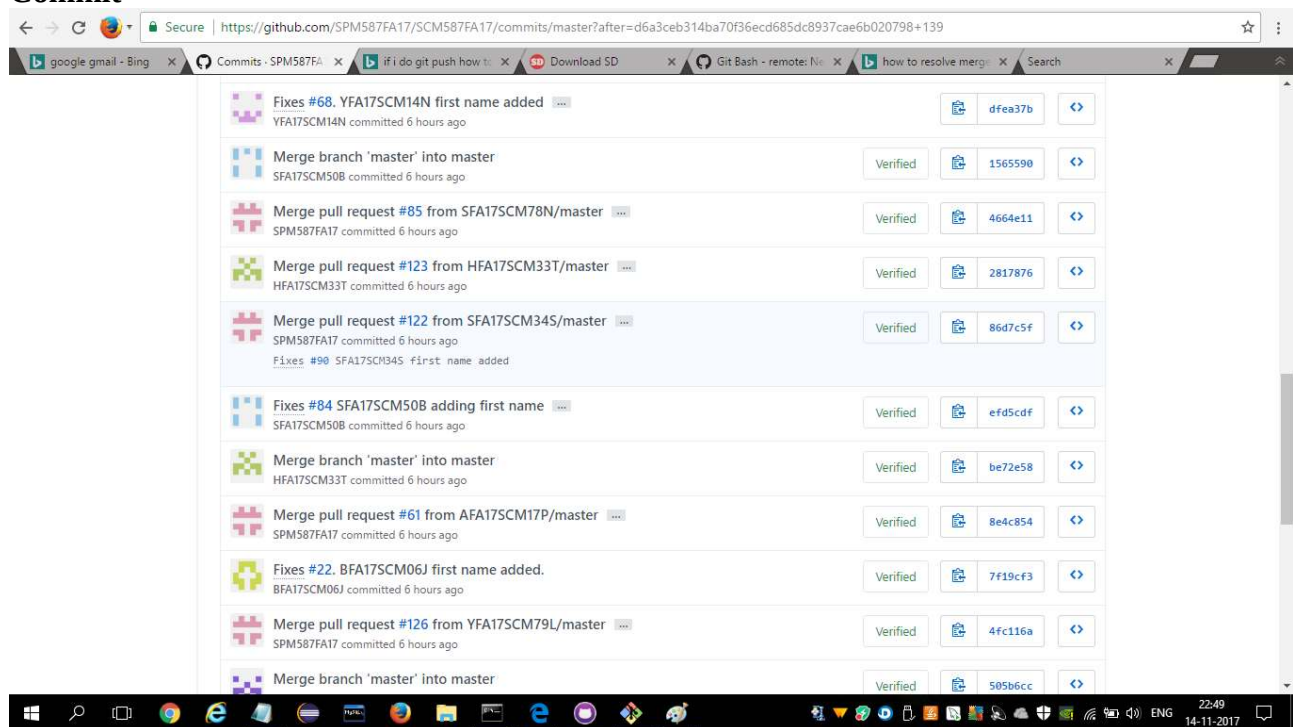 Commit
Secure | https://github.com/SPM587FA17/SCM587FA17/commits/master?after=d6a3ceb314ba70f36ecd685dc8937cae6b020798+139
google gmail - Bing Commits · SPM587FA if i do git push how to Download SD Git Bash - remote: Ne how to resolve merge Search
Fixes #68. YFA17SCM14N first name added ...
dfea37b
YFA17SCM14N committed 6 hours ago
Merge branch 'master' into master
Verified 1565590
SFA17SCM50B committed 6 hours ago
Merge pull request #85 from SFA17SCM78N/master ...
Verified 4664e11
SPM587FA17 committed 6 hours ago
Merge pull request #123 from HFA17SCM33T/master ...
Verified 2817876
HFA17SCM33T committed 6 hours ago
Merge pull request #122 from SFA17SCM34S/master ...
Verified 86d7c5f
SPM587FA17 committed 6 hours ago
Fixes #90 SFA17SCM34S first name added
Fixes #84 SFA17SCM50B adding first name ...
Verified efd5cdf
SFA17SCM50B committed 6 hours ago
Merge branch 'master' into master
Verified be72e58
HFA17SCM33T committed 6 hours ago
Merge pull request #61 from AFA17SCM17P/master ...
Verified 8e4c854
SPM587FA17 committed 6 hours ago
Fixes #22. BFA17SCM06J first name added.
Verified 7f19cf3
BFA17SCM06J committed 6 hours ago
Merge pull request #126 from YFA17SCM79L/master ...
Verified 4fc116a
SPM587FA17 committed 6 hours ago
Merge branch 'master' into master
Verified 505b6cc
ENG 22:49
14-11-2017